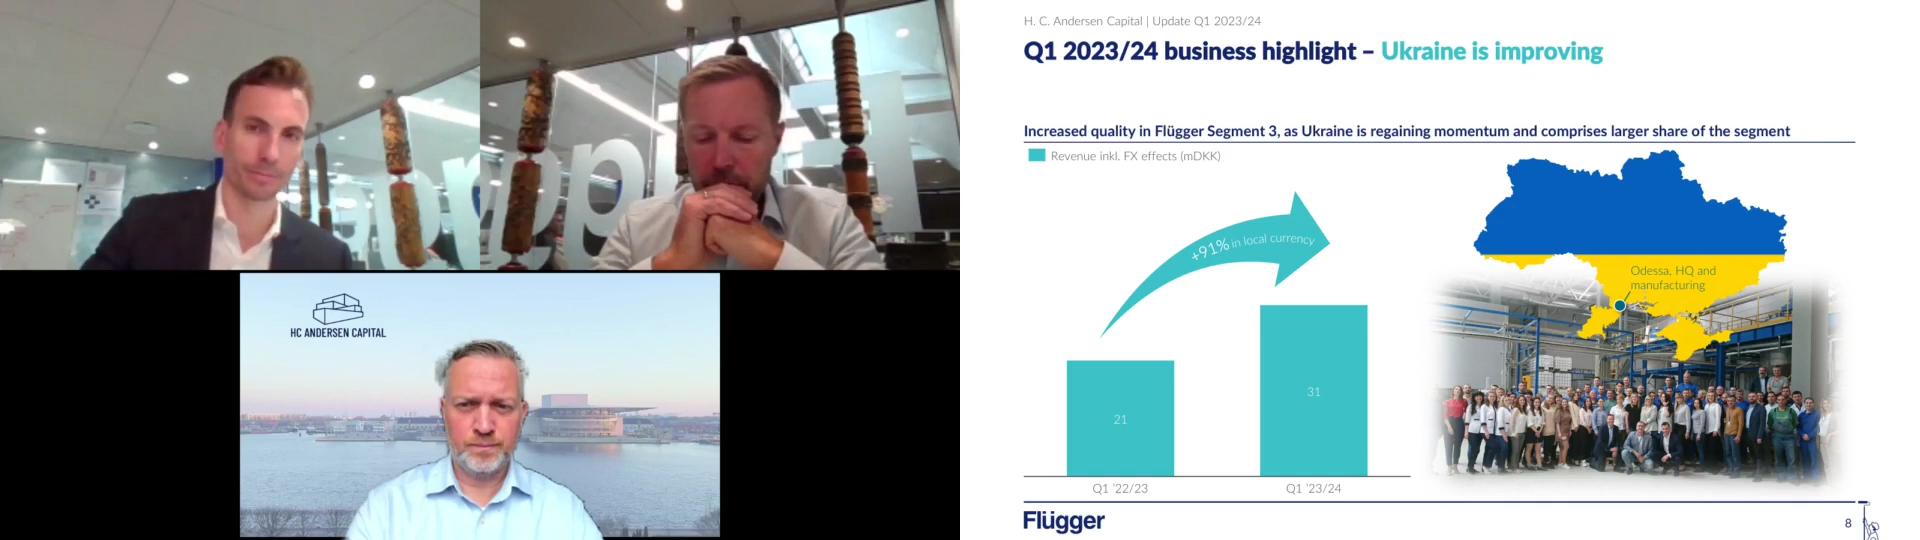 HC ANDERSEN CAPITAL
H. C. Andersen Capital | Update Q1 2023/24
Q1 2023/24 business highlight – Ukraine is improving
Increased quality in Flügger Segment 3, as Ukraine is regaining momentum and comprises larger share of the segment
Revenue inkl. FX effects (mDKK)
+91% in local currency
21
31
Q1 '22/23
Q1 '23/24
Odessa, HQ and
manufacturing
Flügger
8